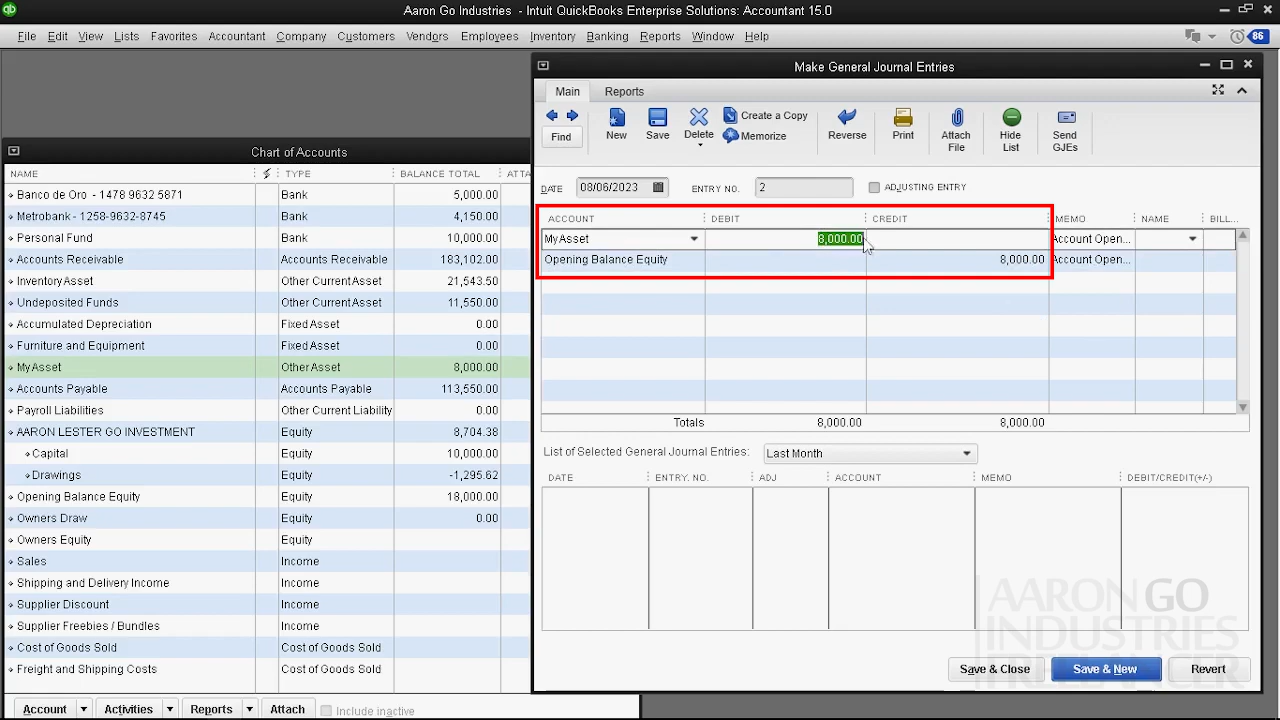 Aaron Go Industries - Intuit QuickBooks Enterprise Solutions: Accountant 15.0
File Edit View Lists Favorites Accountant Company Customers Vendors Employees Inventory Banking Reports Window Help 86
Chart of Accounts
NAME TYPE BALANCE TOTAL ATTA
Banco de Oro - 1478 9632 5871 Bank 5,000.00
Metrobank - 1258-9632-8745 Bank 4,150.00
Personal Fund Bank 10,000.00
Accounts Receivable Accounts Receivable 183,102.00
Inventory Asset Other Current Asset 21,543.50
Undeposited Funds Other Current Asset 11,550.00
Accumulated Depreciation Fixed Asset 0.00
Furniture and Equipment Fixed Asset 0.00
My Asset Other Asset 8,000.00
Accounts Payable Accounts Payable 113,550.00
Payroll Liabilities Other Current Liability 0.00
AARON LESTER GO INVESTMENT Equity 8,704.38
Capital Equity 10,000.00
Drawings Equity -1,295.62
Opening Balance Equity Equity 18,000.00
Owners Draw Equity 0.00
Owners Equity Equity
Sales Income
Shipping and Delivery Income Income
Supplier Discount Income
Supplier Freebies / Bundles Income
Cost of Goods Sold Cost of Goods Sold
Freight and Shipping Costs Cost of Goods Sold
Account Activities Reports Attach Include inactive
Make General Journal Entries
Main Reports
Find New Save Delete Create a Copy Memorize Reverse Print Attach File Hide List Send GJEs
DATE 08/06/2023 ENTRY NO. 2 ADJUSTING ENTRY
ACCOUNT DEBIT CREDIT MEMO NAME BILL...
My Asset 8,000.00 Account Open...
Opening Balance Equity 8,000.00 Account Open...
Totals 8,000.00 8,000.00
List of Selected General Journal Entries: Last Month
DATE ENTRY. NO. ADJ ACCOUNT MEMO DEBIT/CREDIT(+/-)
AARON GO
INDUSTRIES
FREELANCER
Save & Close Save & New Revert